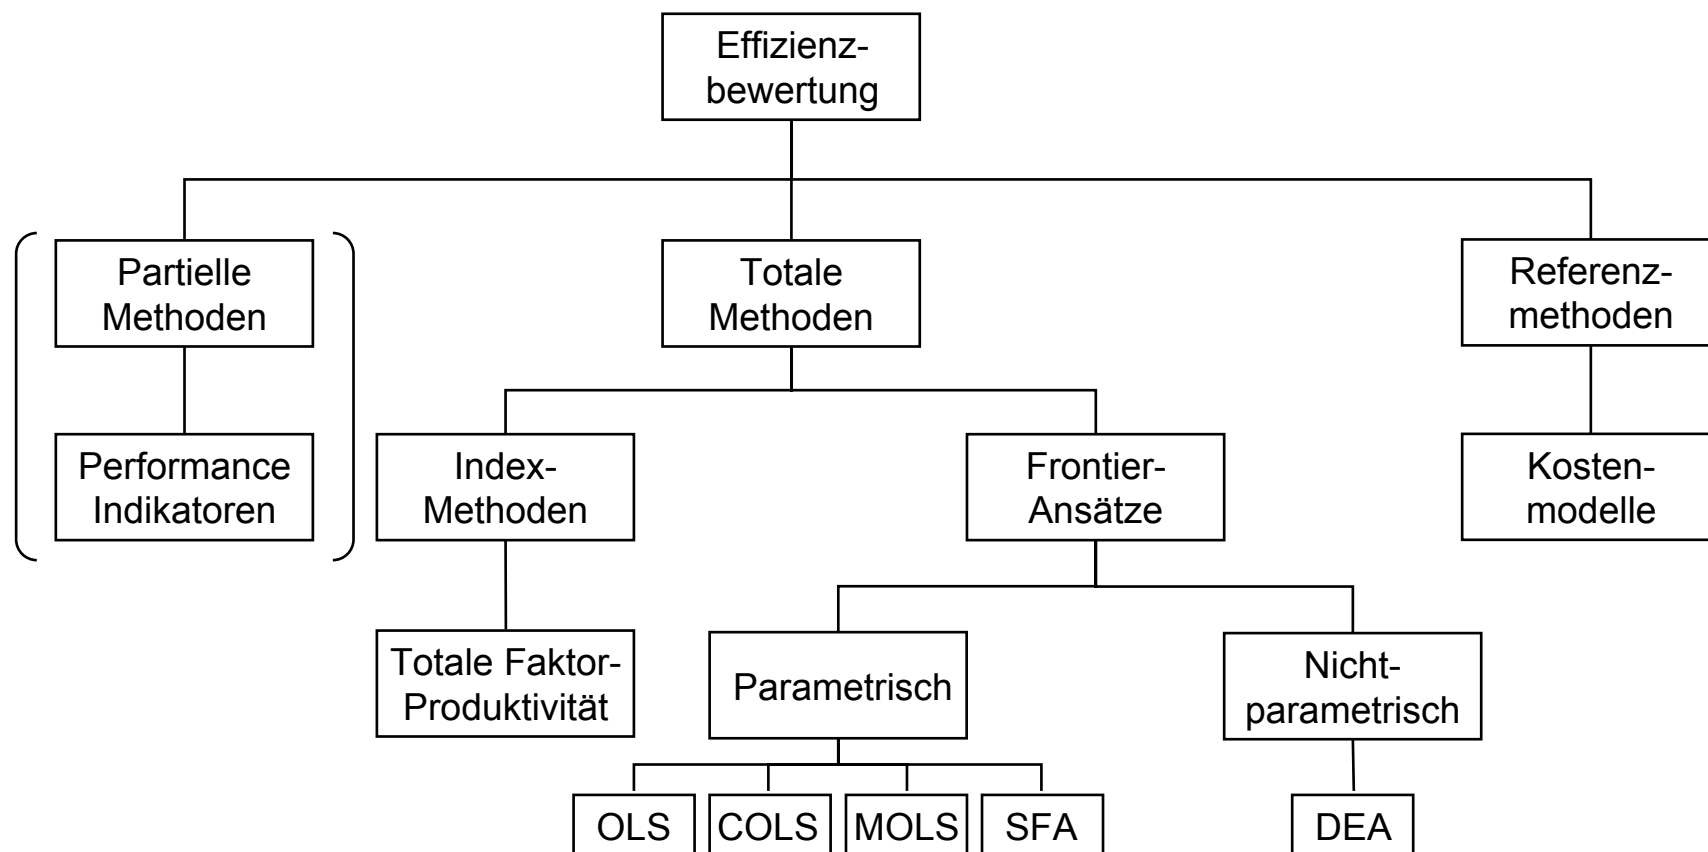 Effizienz-
bewertung
Partielle
Methoden
Totale
Methoden
Referenz-
methoden
Performance
Indikatoren
Index-
Methoden
Frontier-
Ansätze
Kosten-
modelle
Totale Faktor-
Produktivität
Parametrisch
Nicht-
parametrisch
OLS
COLS
MOLS
SFA
DEA